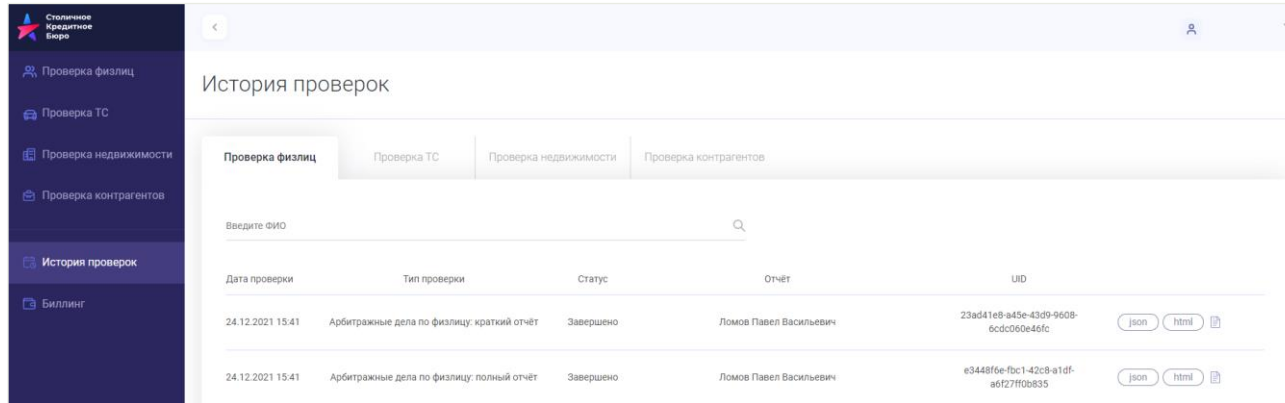 Столичное
Кредитное
Бюро
Проверка физлиц
Проверка ТС
Проверка недвижимости
Проверка контрагентов
История проверок
Биллинг
История проверок
Проверка физлиц Проверка ТС Проверка недвижимости Проверка контрагентов
Введите ФИО
Дата проверки Тип проверки Статус Отчёт UID
24.12.2021 15:41 Арбитражные дела по физлицу: краткий отчёт Завершено Ломов Павел Васильевич 23ad41e8-a45e-43d9-9608-
6cdc060e46fc json html
24.12.2021 15:41 Арбитражные дела по физлицу: полный отчёт Завершено Ломов Павел Васильевич e3448f6e-fbc1-42c8-a1df-
a6f27ff0b835 json html